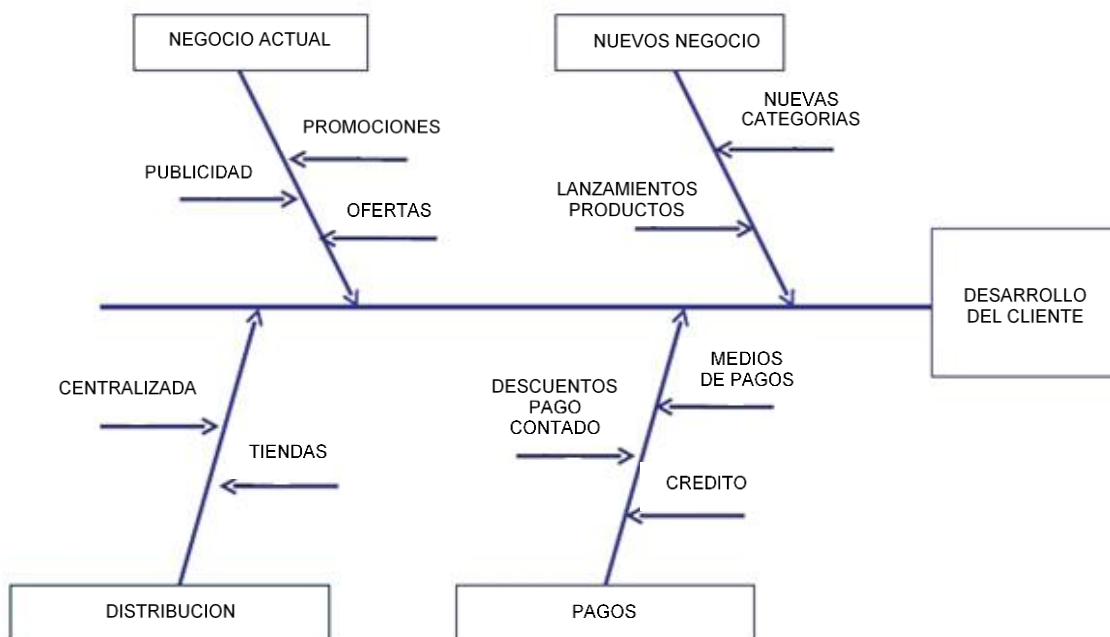 NEGOCIO ACTUAL
NUEVOS NEGOCIO
NUEVAS
CATEGORIAS
PROMOCIONES
PUBLICIDAD
LANZAMIENTOS
PRODUCTOS
OFERTAS
DESARROLLO
DEL CLIENTE
MEDIOS
DE PAGOS
CENTRALIZADA
DESCUENTOS
PAGO
CONTADO
TIENDAS
CREDITO
DISTRIBUCION
PAGOS